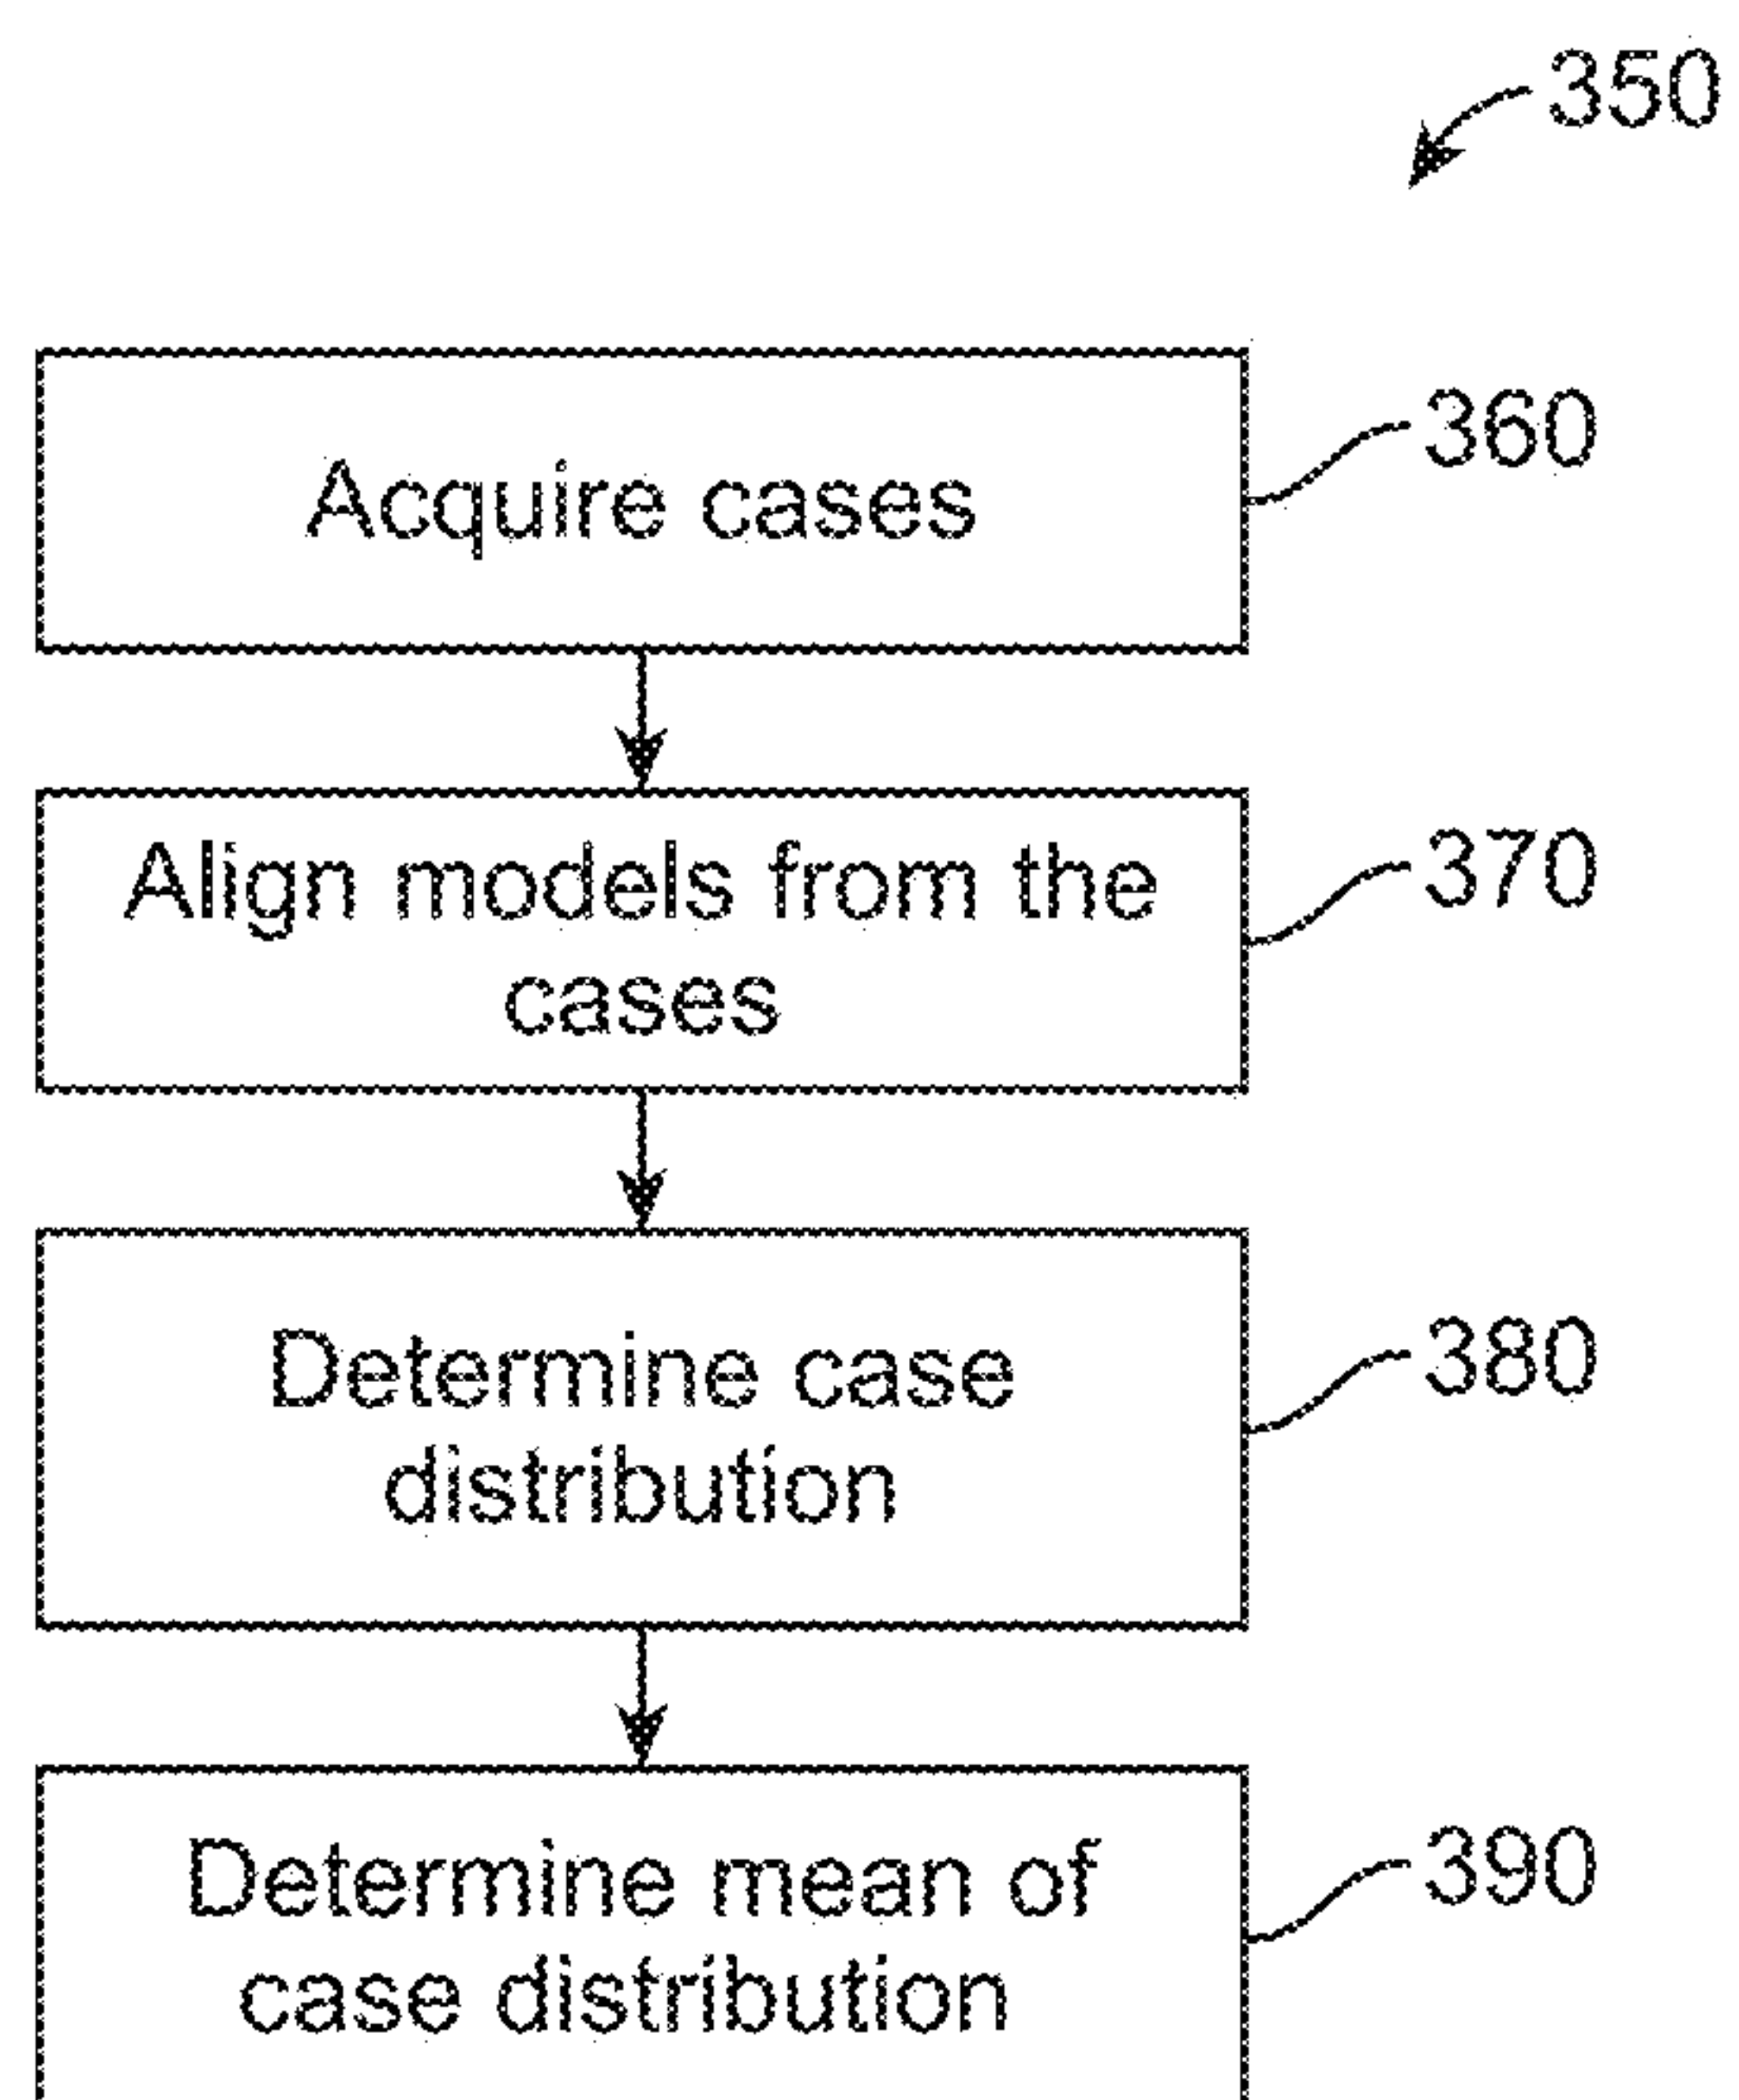 350
Acquire cases
360
Align models from the
cases
370
Determine case
distribution
380
Determine mean of
case distribution
390